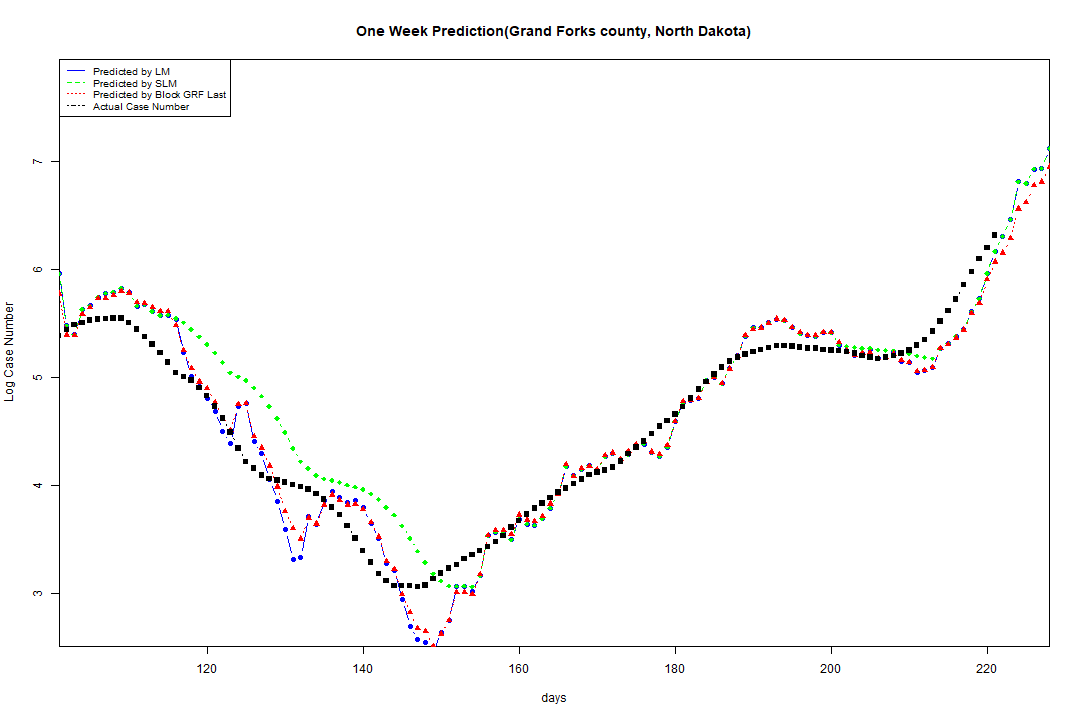 One Week Prediction(Grand Forks county, North Dakota)
Predicted by LM
Predicted by SLM
Predicted by Block GRF Last
Actual Case Number
7
6
5
4
3
Log Case Number
120 140 160 180 200 220
days